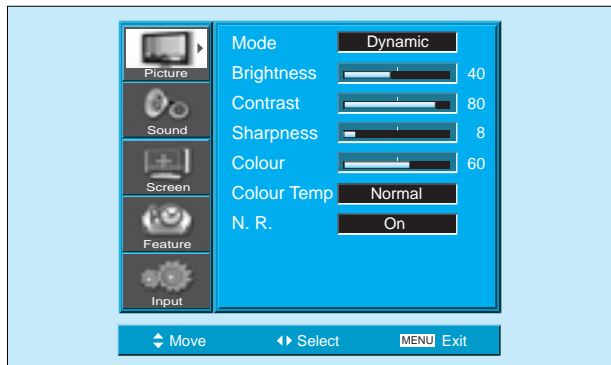 Picture
Sound
Screen
Feature
Input
Mode Dynamic
Brightness 40
Contrast 80
Sharpness 8
Colour 60
Colour Temp Normal
N. R. On
Move Select MENU Exit